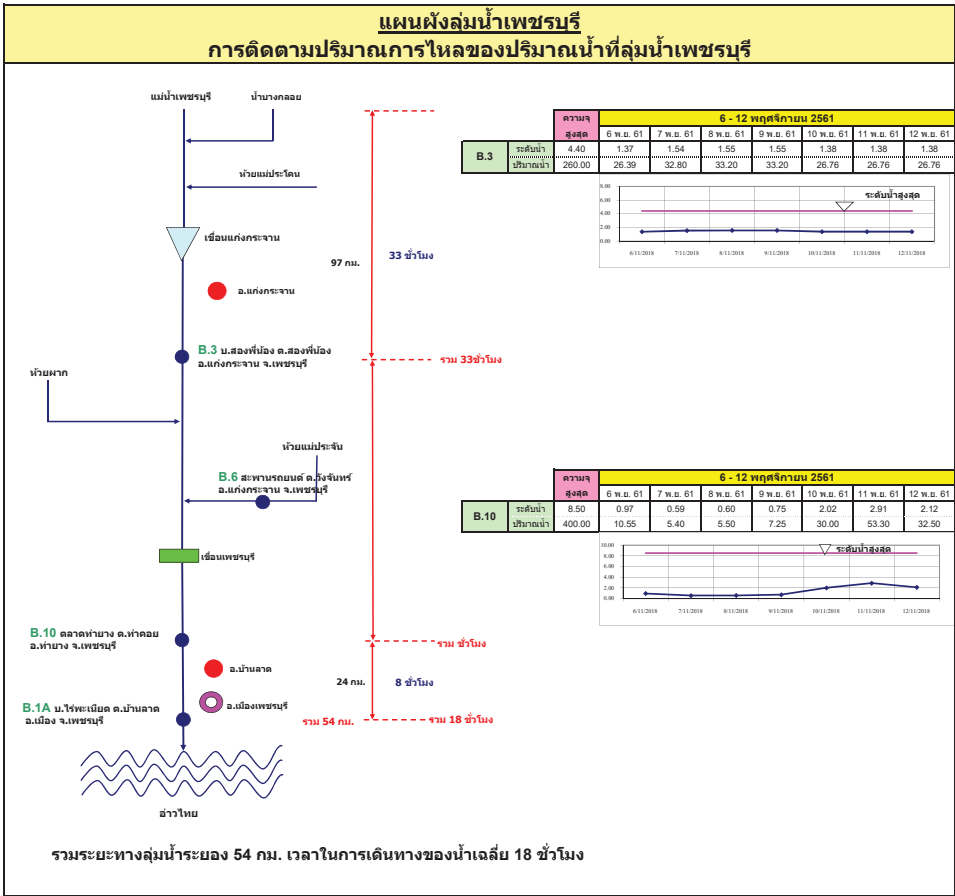 แผนผังลุ่มน้ำเพชรบุรี
การติดตามปริมาณการไหลของปริมาณน้ำที่ลุ่มน้ำเพชรบุรี
แม่น้ำเพชรบุรี
น้ำบางกลอย
ห้วยแม่ประโดน
เขื่อนแก่งกระจาน
97 กม.
33 ชั่วโมง
อ.แก่งกระจาน
B.3 บ.สองพี่น้อง ต.สองพี่น้อง
อ.แก่งกระจาน จ.เพชรบุรี
รวม 33ชั่วโมง
ห้วยผาก
ห้วยแม่ประจัน
B.6 สะพานรถยนต์ ต.วังจันทร์
อ.แก่งกระจาน จ.เพชรบุรี
เขื่อนเพชรบุรี
B.10 ตลาดท่ายาง ต.ท่าคอย
อ.ท่ายาง จ.เพชรบุรี
รวม ชั่วโมง
อ.บ้านลาด
24 กม.
8 ชั่วโมง
อ.เมืองเพชรบุรี
B.1A บ.ไร่พะเนียด ต.บ้านลาด
อ.เมือง จ.เพชรบุรี
รวม 54 กม.
รวม 18 ชั่วโมง
อ่าวไทย
รวมระยะทางลุ่มน้ำระยอง 54 กม. เวลาในการเดินทางของน้ำเฉลี่ย 18 ชั่วโมง
ความจุ 6 - 12 พฤศจิกายน 2561
สูงสุด 6 พ.ย. 61 7 พ.ย. 61 8 พ.ย. 61 9 พ.ย. 61 10 พ.ย. 61 11 พ.ย. 61 12 พ.ย. 61
B.3 ระดับน้ำ 4.40 1.37 1.54 1.55 1.55 1.38 1.38 1.38
ปริมาณน้ำ 260.00 26.39 32.80 33.20 33.20 26.76 26.76 26.76
ระดับน้ำสูงสุด
8.00
6.00
4.00
2.00
0.00
6/11/2018 7/11/2018 8/11/2018 9/11/2018 10/11/2018 11/11/2018 12/11/2018
ความจุ 6 - 12 พฤศจิกายน 2561
สูงสุด 6 พ.ย. 61 7 พ.ย. 61 8 พ.ย. 61 9 พ.ย. 61 10 พ.ย. 61 11 พ.ย. 61 12 พ.ย. 61
B.10 ระดับน้ำ 8.50 0.97 0.59 0.60 0.75 2.02 2.91 2.12
ปริมาณน้ำ 400.00 10.55 5.40 5.50 7.25 30.00 53.30 32.50
ระดับน้ำสูงสุด
10.00
8.00
6.00
4.00
2.00
0.00
6/11/2018 7/11/2018 8/11/2018 9/11/2018 10/11/2018 11/11/2018 12/11/2018